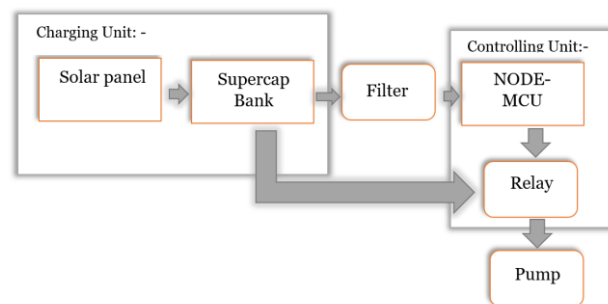 Charging Unit: -
Solar panel
Supercap
Bank
Filter
Controlling Unit:-
NODE-
MCU
Relay
Pump